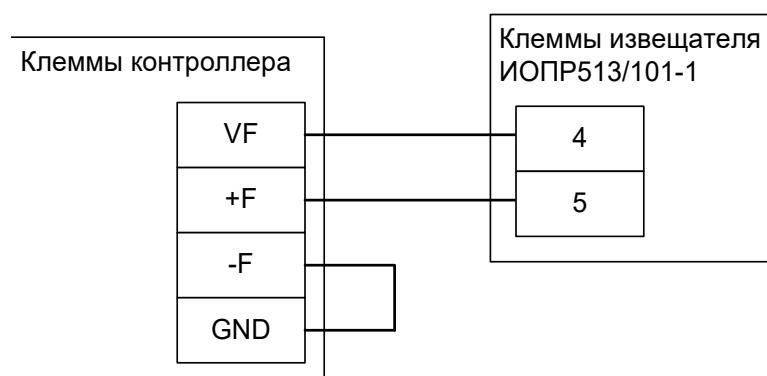 Клеммы контроллера
VF
+F
-F
GND
Клеммы извещателя
ИОПР513/101-1
4
5